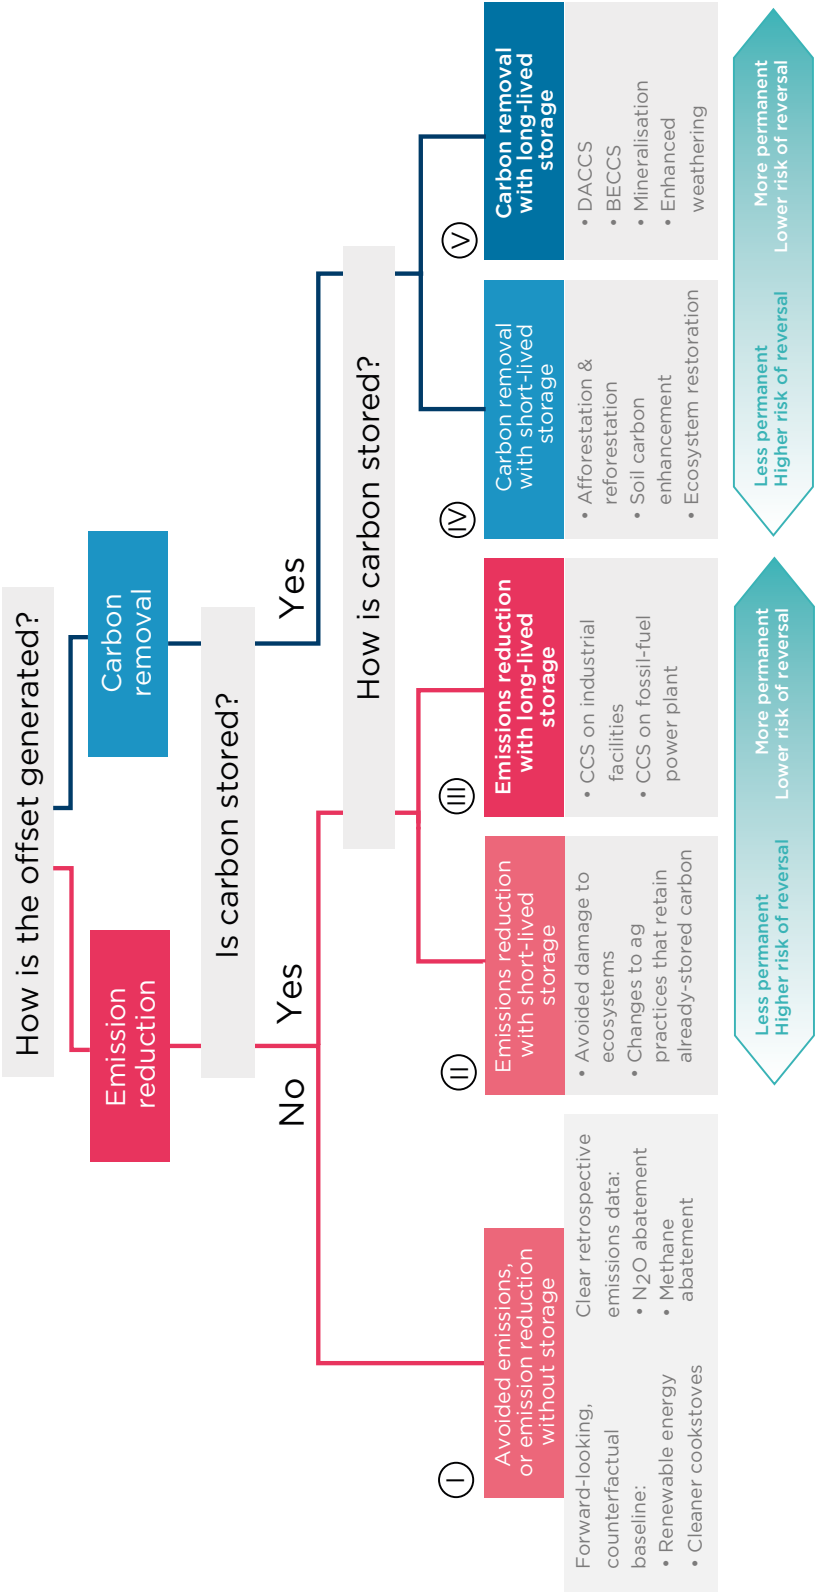 How is the offset generated?
Emission
reduction
Carbon
removal
Is carbon stored?
No
Yes
Yes
How is carbon stored?
I
Avoided emissions,
or emission reduction
without storage
Forward-looking,
counterfactual
baseline:
• Renewable energy
• Cleaner cookstoves
Clear retrospective
emissions data:
• N2O abatement
• Methane
abatement
II
Emissions reduction
with short-lived
storage
• Avoided damage to
ecosystems
• Changes to ag
practices that retain
already-stored carbon
III
Emissions reduction
with long-lived
storage
• CCS on industrial
facilities
• CCS on fossil-fuel
power plant
IV
Carbon removal
with short-lived
storage
• Afforestation &
reforestation
• Soil carbon
enhancement
• Ecosystem restoration
V
Carbon removal
with long-lived
storage
• DACCS
• BECCS
• Mineralisation
• Enhanced
weathering
Less permanent
Higher risk of reversal
More permanent
Lower risk of reversal
Less permanent
Higher risk of reversal
More permanent
Lower risk of reversal